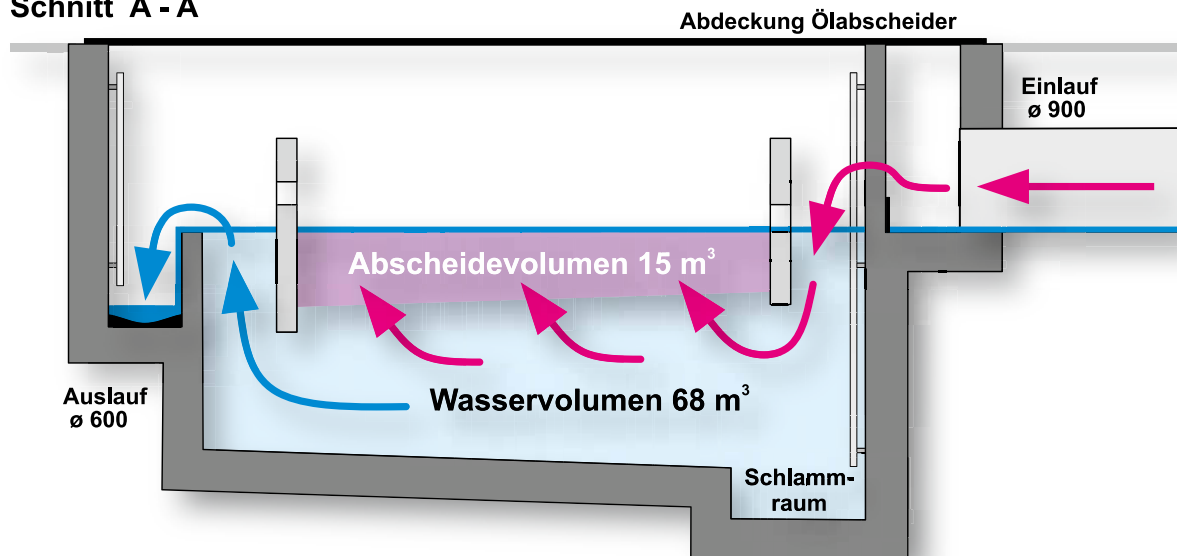 Schnitt A - A
Abdeckung Ölabscheider
Einlauf
ø 900
Abscheidevolumen 15 m³
Wasservolumen 68 m³
Auslauf
ø 600
Schlamm-
raum